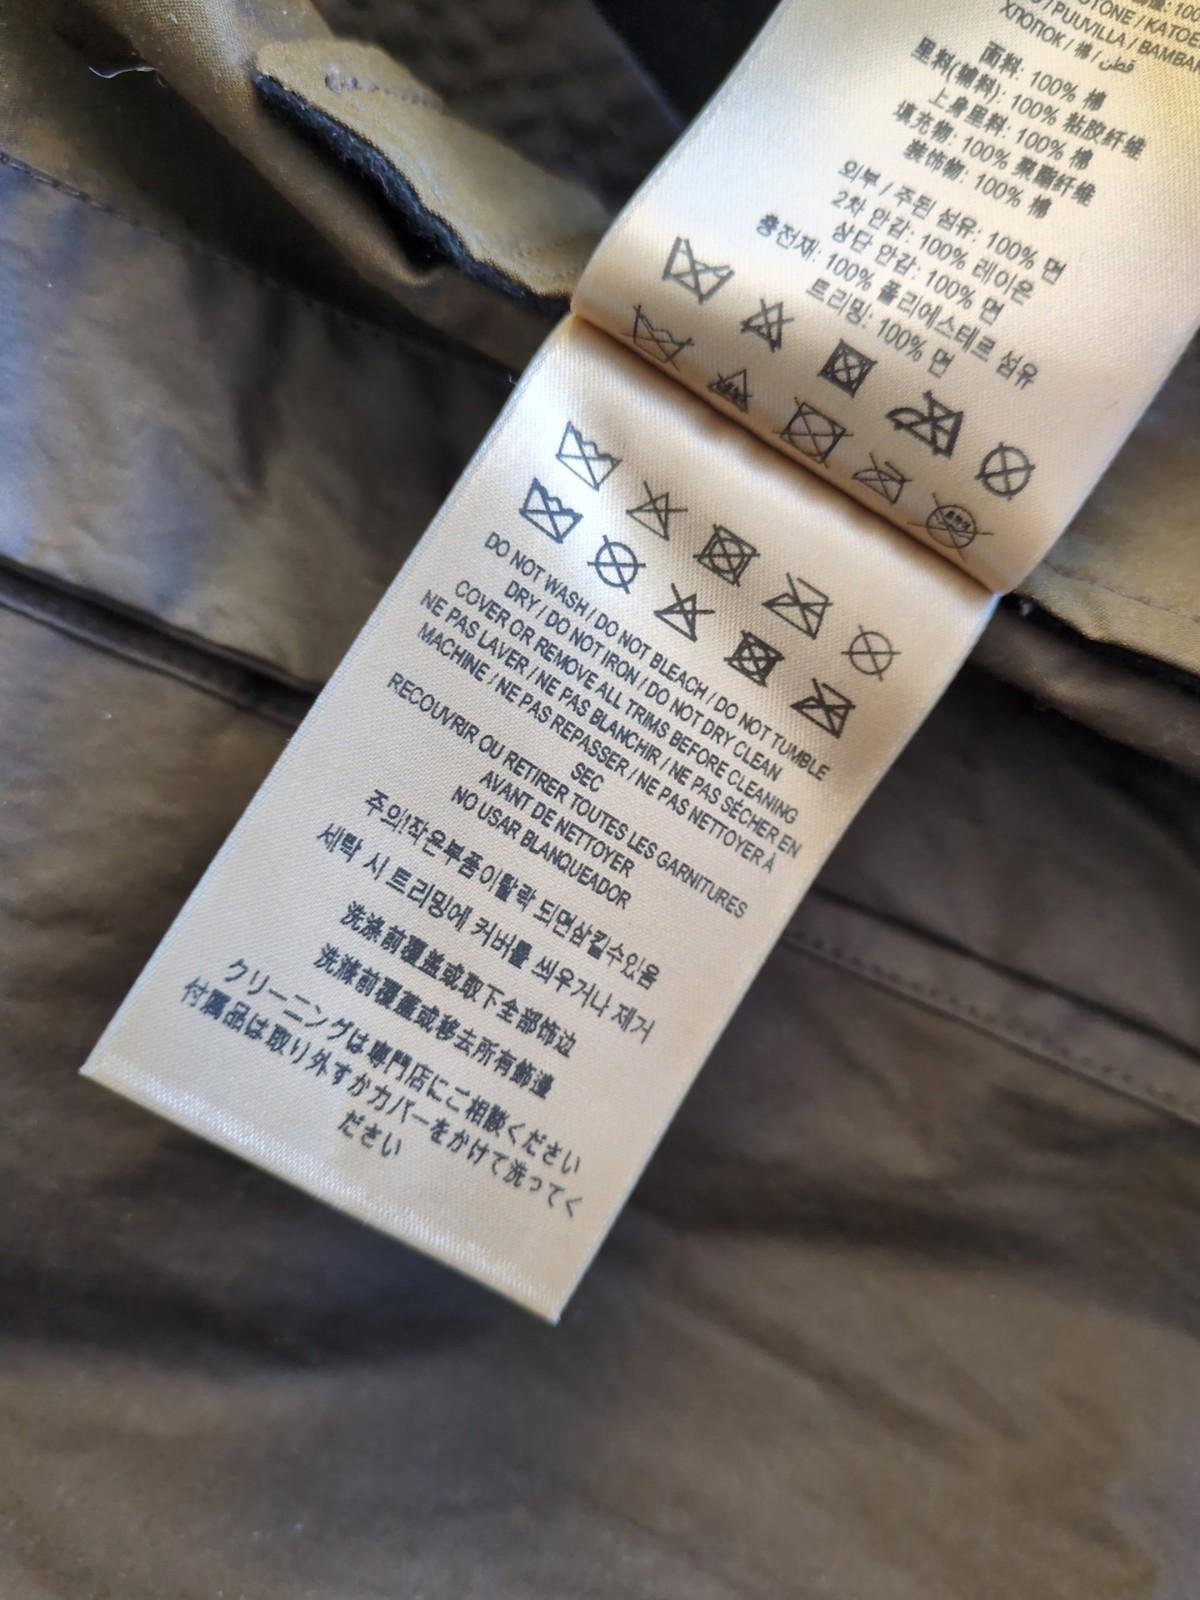 OTONE / KATOE
/ PUUVILLA / BAMBA
ХЛОПОК / 棉 / قطن
面料: 100% 棉
里料(辅料): 100% 粘胶纤维
上身里料: 100% 棉
填充物: 100% 聚酯纤维
装饰物: 100% 棉
외부 / 주된 섬유: 100% 면
2차 안감: 100% 레이온
상단 안감: 100% 면
충전재: 100% 폴리에스테르 섬유
트리밍: 100% 면
DO NOT WASH / DO NOT BLEACH / DO NOT TUMBLE
DRY / DO NOT IRON / DO NOT DRY CLEAN
COVER OR REMOVE ALL TRIMS BEFORE CLEANING
NE PAS LAVER / NE PAS BLANCHIR / NE PAS SÉCHER EN
MACHINE / NE PAS REPASSER / NE PAS NETTOYER À
SEC
RECOUVRIR OU RETIRER TOUTES LES GARNITURES
AVANT DE NETTOYER
NO USAR BLANQUEADOR
주의!작은부품이탈락 되면삼킬수있음
세탁 시 트리밍에 커버를 씌우거나 제거
洗涤前覆盖或取下全部饰边
洗滌前覆蓋或移去所有飾邊
クリーニングは専門店にご相談ください
付属品は取り外すかカバーをかけて洗ってく
ださい